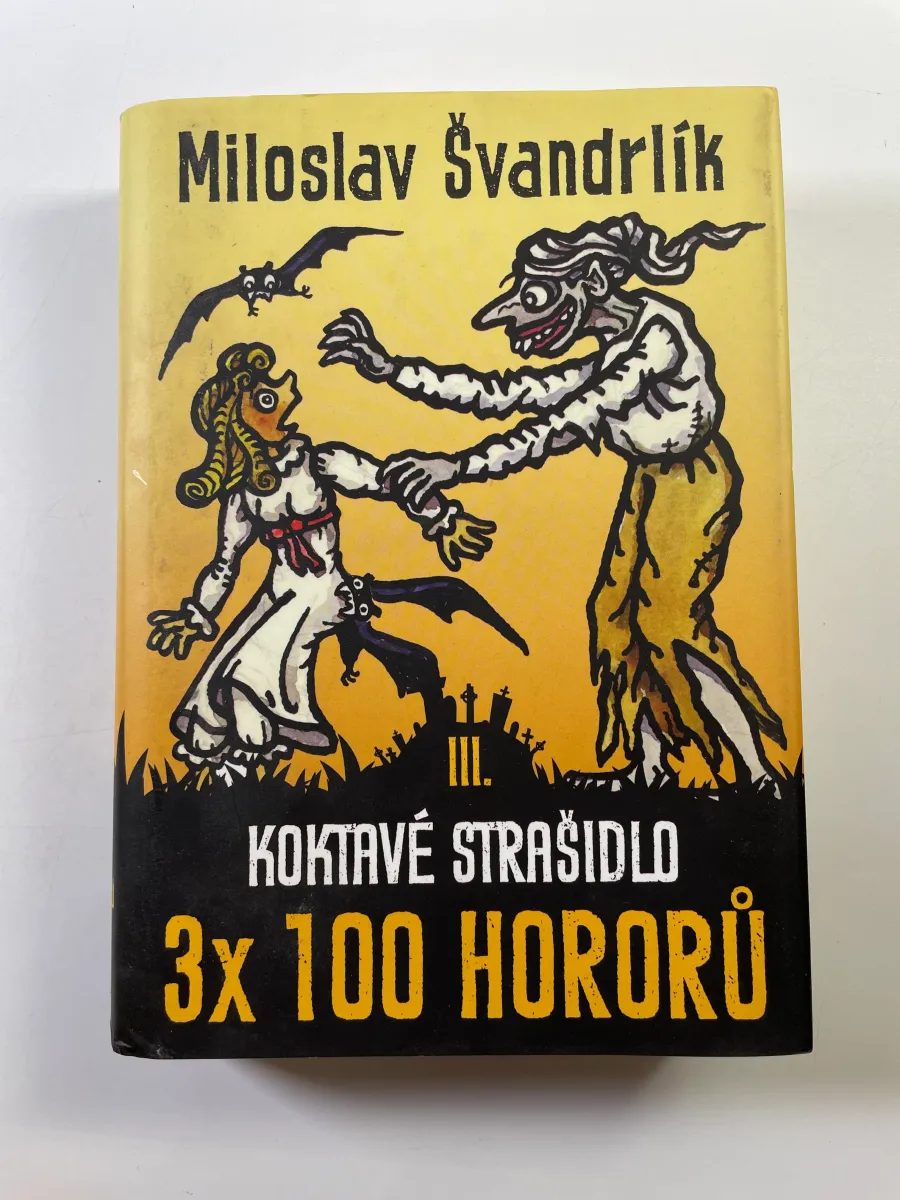 Miloslav Švandrlík
III.
KOKTAVÉ STRAŠIDLO
3x 100 HORORŮ